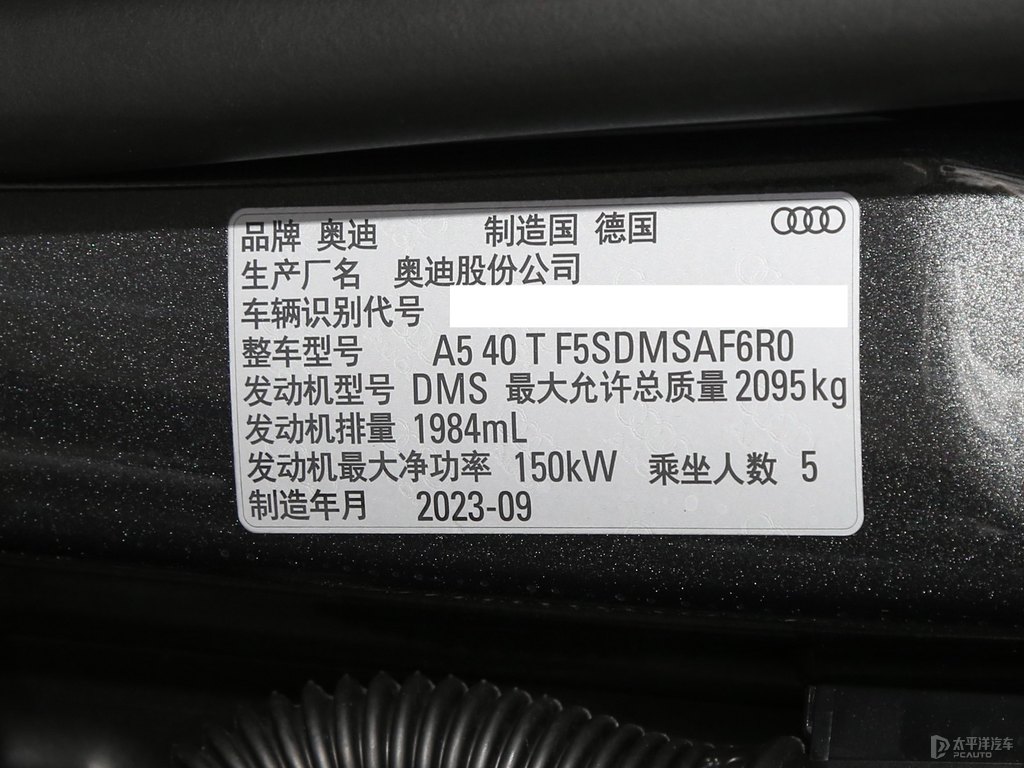 品牌 奥迪 制造国 德国
生产厂名 奥迪股份公司
车辆识别代号
整车型号 A5 40 T F5SDMSAF6R0
发动机型号 DMS 最大允许总质量 2095kg
发动机排量 1984mL
发动机最大净功率 150kW 乘坐人数 5
制造年月 2023-09
太平洋汽车
PCAUTO